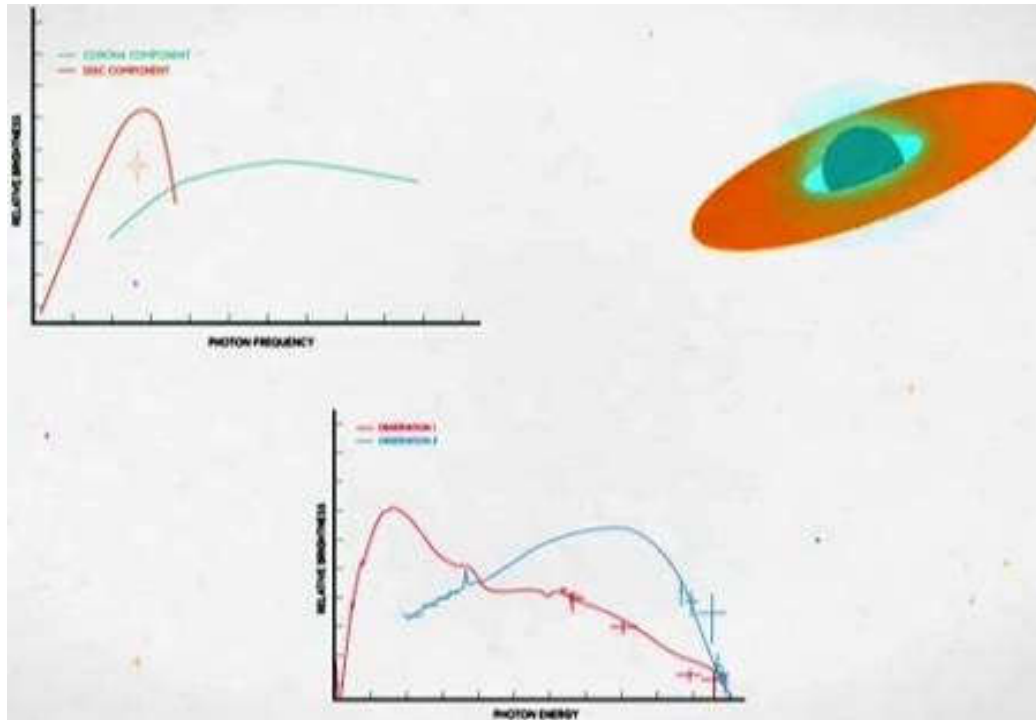 CORONA COMPONENT
DISC COMPONENT
RELATIVE BRIGHTNESS
PHOTON FREQUENCY
OBSERVATION 1
OBSERVATION 2
RELATIVE BRIGHTNESS
PHOTON ENERGY